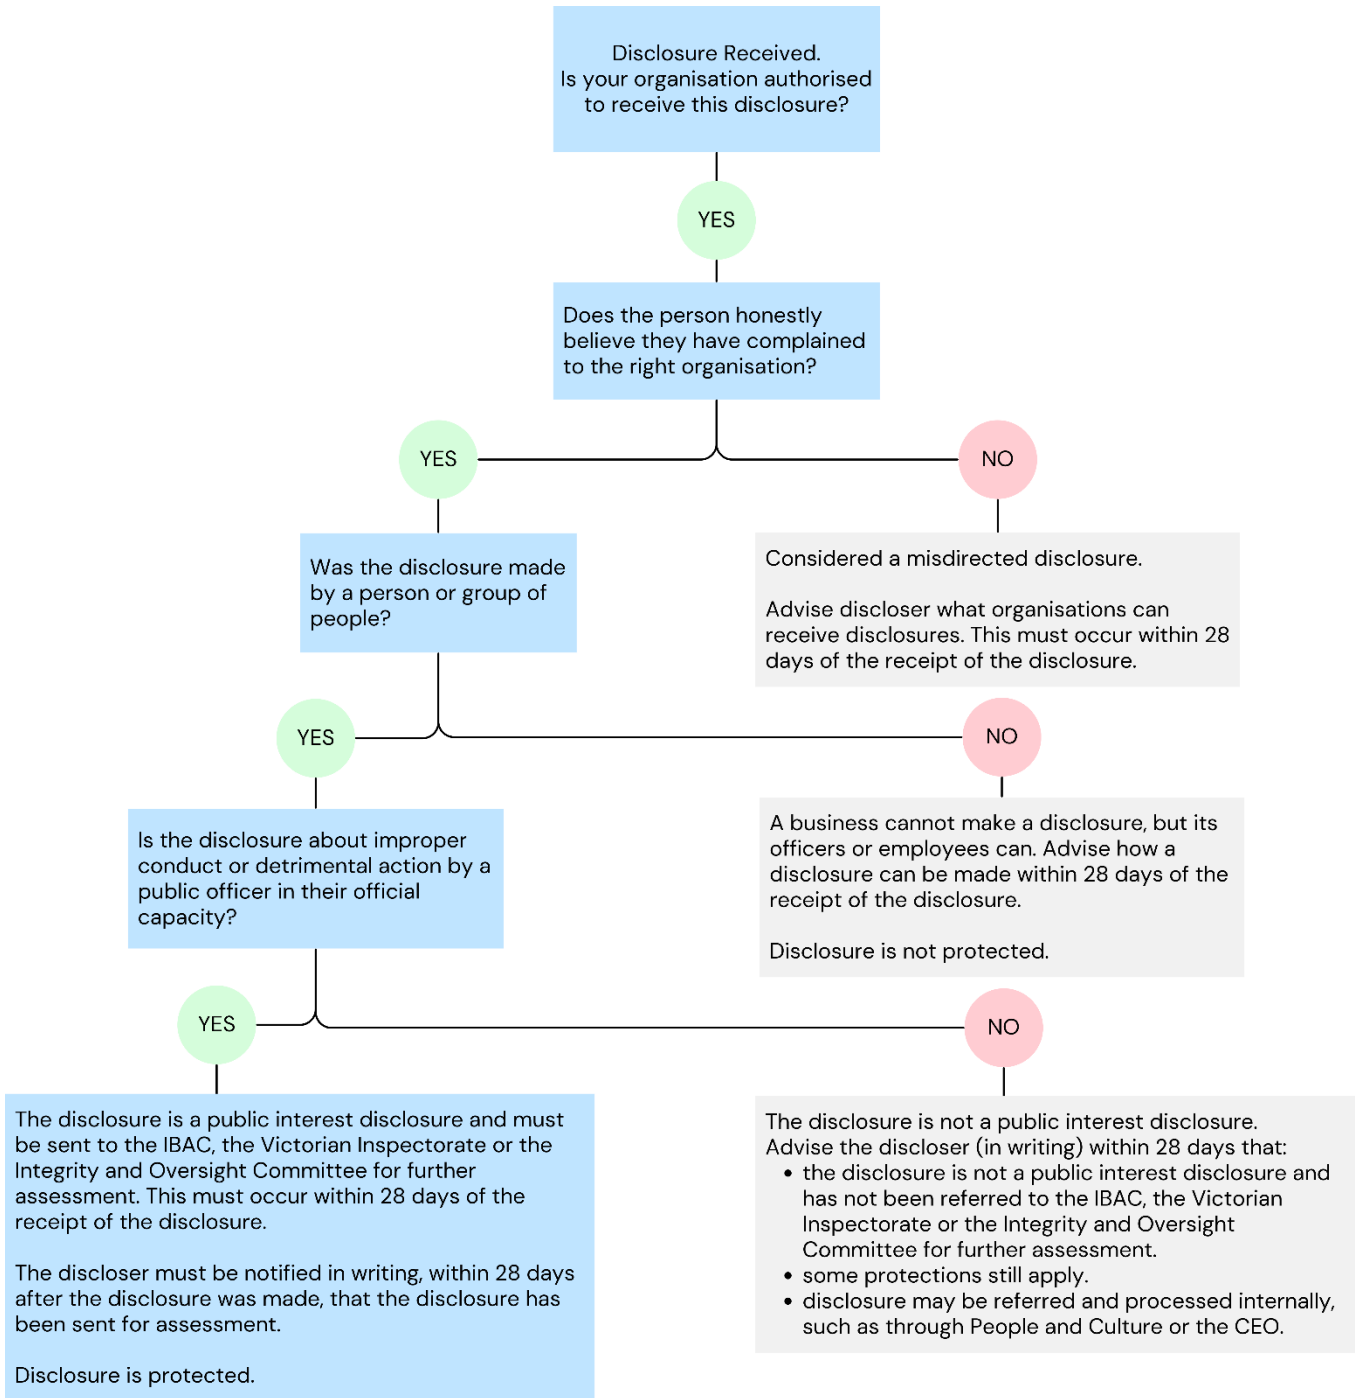 Disclosure Received.
Is your organisation authorised
to receive this disclosure?
YES
Does the person honestly
believe they have complained
to the right organisation?
YES
NO
Was the disclosure made
by a person or group of
people?
Considered a misdirected disclosure.
Advise discloser what organisations can
receive disclosures. This must occur within 28
days of the receipt of the disclosure.
YES
NO
Is the disclosure about improper
conduct or detrimental action by a
public officer in their official
capacity?
A business cannot make a disclosure, but its
officers or employees can. Advise how a
disclosure can be made within 28 days of the
receipt of the disclosure.
Disclosure is not protected.
YES
NO
The disclosure is a public interest disclosure and must
be sent to the IBAC, the Victorian Inspectorate or the
Integrity and Oversight Committee for further
assessment. This must occur within 28 days of the
receipt of the disclosure.
The discloser must be notified in writing, within 28 days
after the disclosure was made, that the disclosure has
been sent for assessment.
Disclosure is protected.
The disclosure is not a public interest disclosure.
Advise the discloser (in writing) within 28 days that:
• the disclosure is not a public interest disclosure and
has not been referred to the IBAC, the Victorian
Inspectorate or the Integrity and Oversight
Committee for further assessment.
• some protections still apply.
• disclosure may be referred and processed internally,
such as through People and Culture or the CEO.